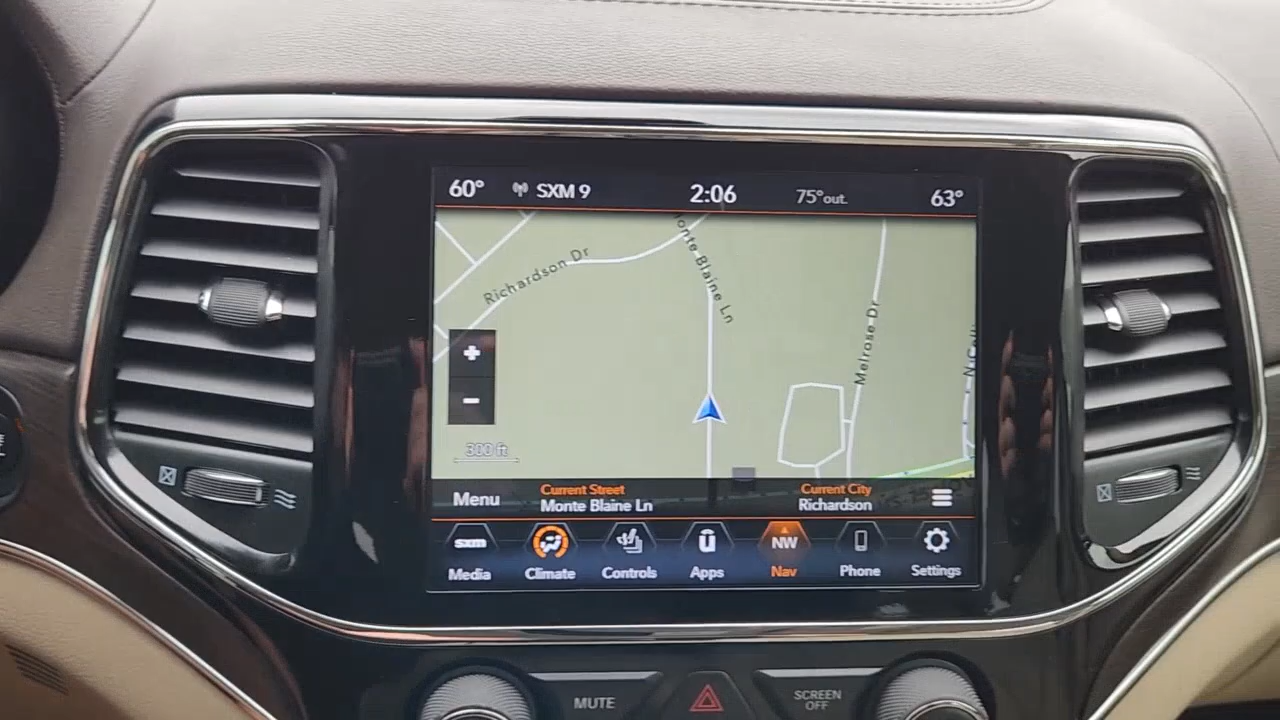 60° SXM 9 2:06 75° out. 63°
Monte Blaine Ln
Richardson Dr
Melrose Dr
+
−
300 ft
Menu
Current Street
Monte Blaine Ln
Current City
Richardson
sxm NW
Media Climate Controls Apps Nav Phone Settings
MUTE
SCREEN
OFF